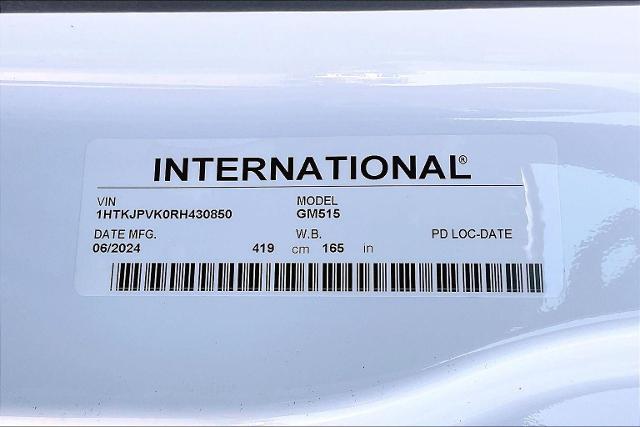 INTERNATIONAL®
VIN MODEL
1HTKJPVK0RH430850 GM515
DATE MFG. W.B. PD LOC-DATE
06/2024 419 cm 165 in